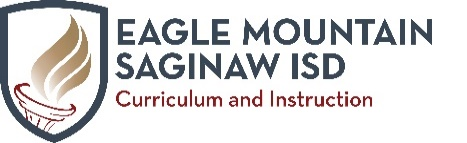 EAGLE MOUNTAIN
SAGINAW ISD
Curriculum and Instruction